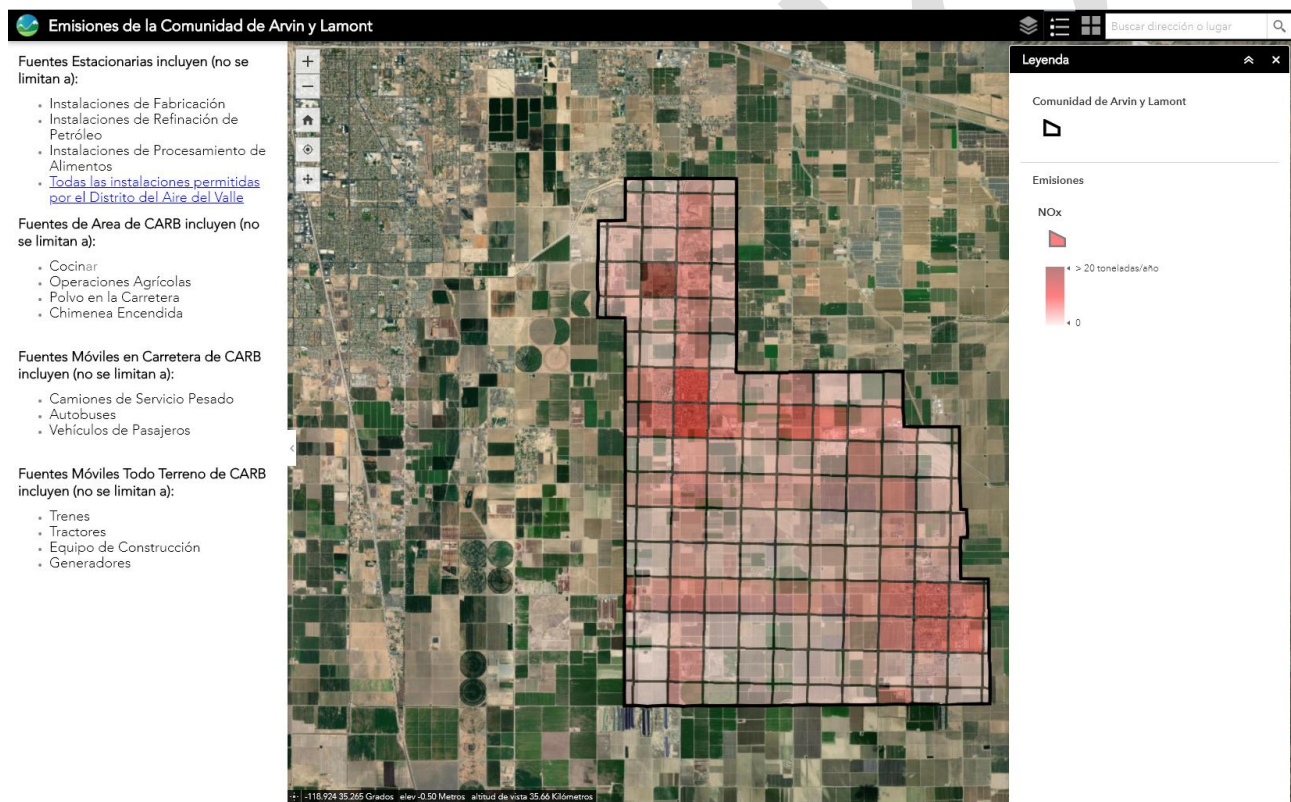 Emisiones de la Comunidad de Arvin y Lamont
Buscar dirección o lugar
Fuentes Estacionarias incluyen (no se
limitan a):
Instalaciones de Fabricación
Instalaciones de Refinación de
Petróleo
Instalaciones de Procesamiento de
Alimentos
Todas las instalaciones permitidas
por el Distrito del Aire del Valle
Fuentes de Area de CARB incluyen (no
se limitan a):
Cocinar
Operaciones Agrícolas
Polvo en la Carretera
Chimenea Encendida
Fuentes Móviles en Carretera de CARB
incluyen (no se limitan a):
Camiones de Servicio Pesado
Autobuses
Vehículos de Pasajeros
Fuentes Móviles Todo Terreno de CARB
incluyen (no se limitan a):
Trenes
Tractores
Equipo de Construcción
Generadores
-118.924 35.265 Grados elev -0.50 Metros altitud de vista 35.66 Kilómetros
Leyenda
Comunidad de Arvin y Lamont
Emisiones
NOx
> 20 toneladas/año
0